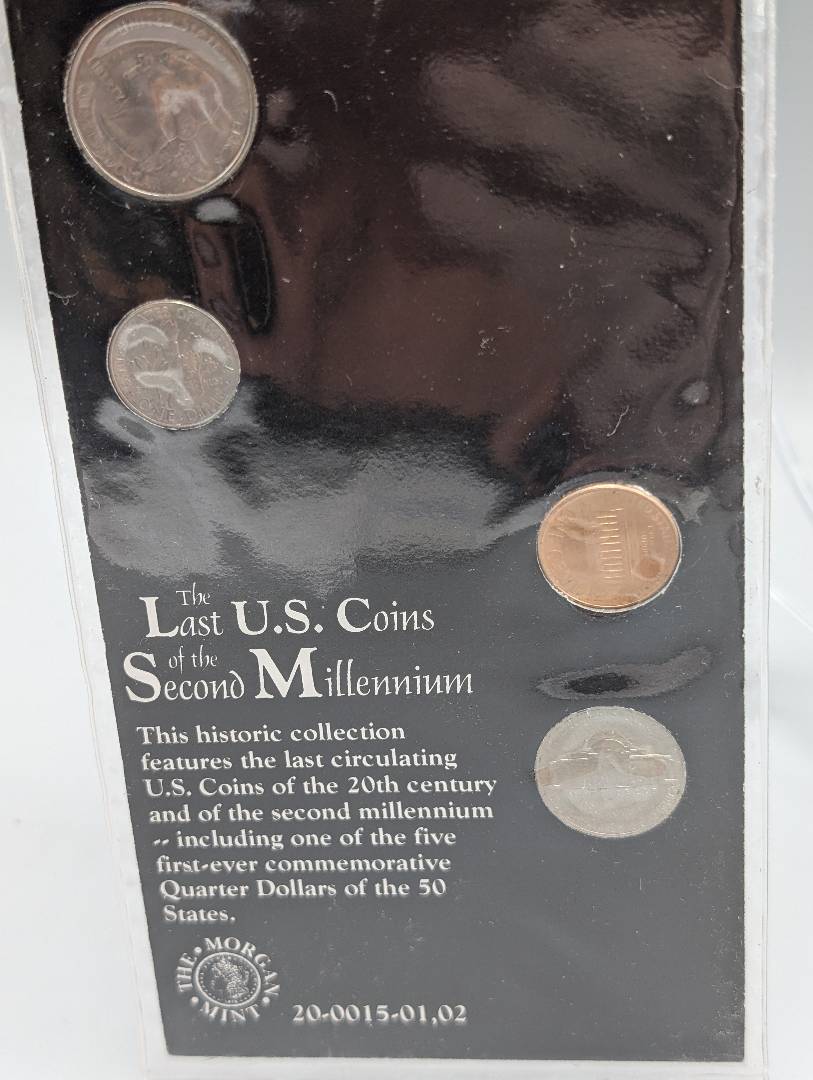 The
Last U.S. Coins
of the
Second Millennium
This historic collection
features the last circulating
U.S. Coins of the 20th century
and of the second millennium
-- including one of the five
first-ever commemorative
Quarter Dollars of the 50
States.
THE • MORGAN • MINT •
20-0015-01,02